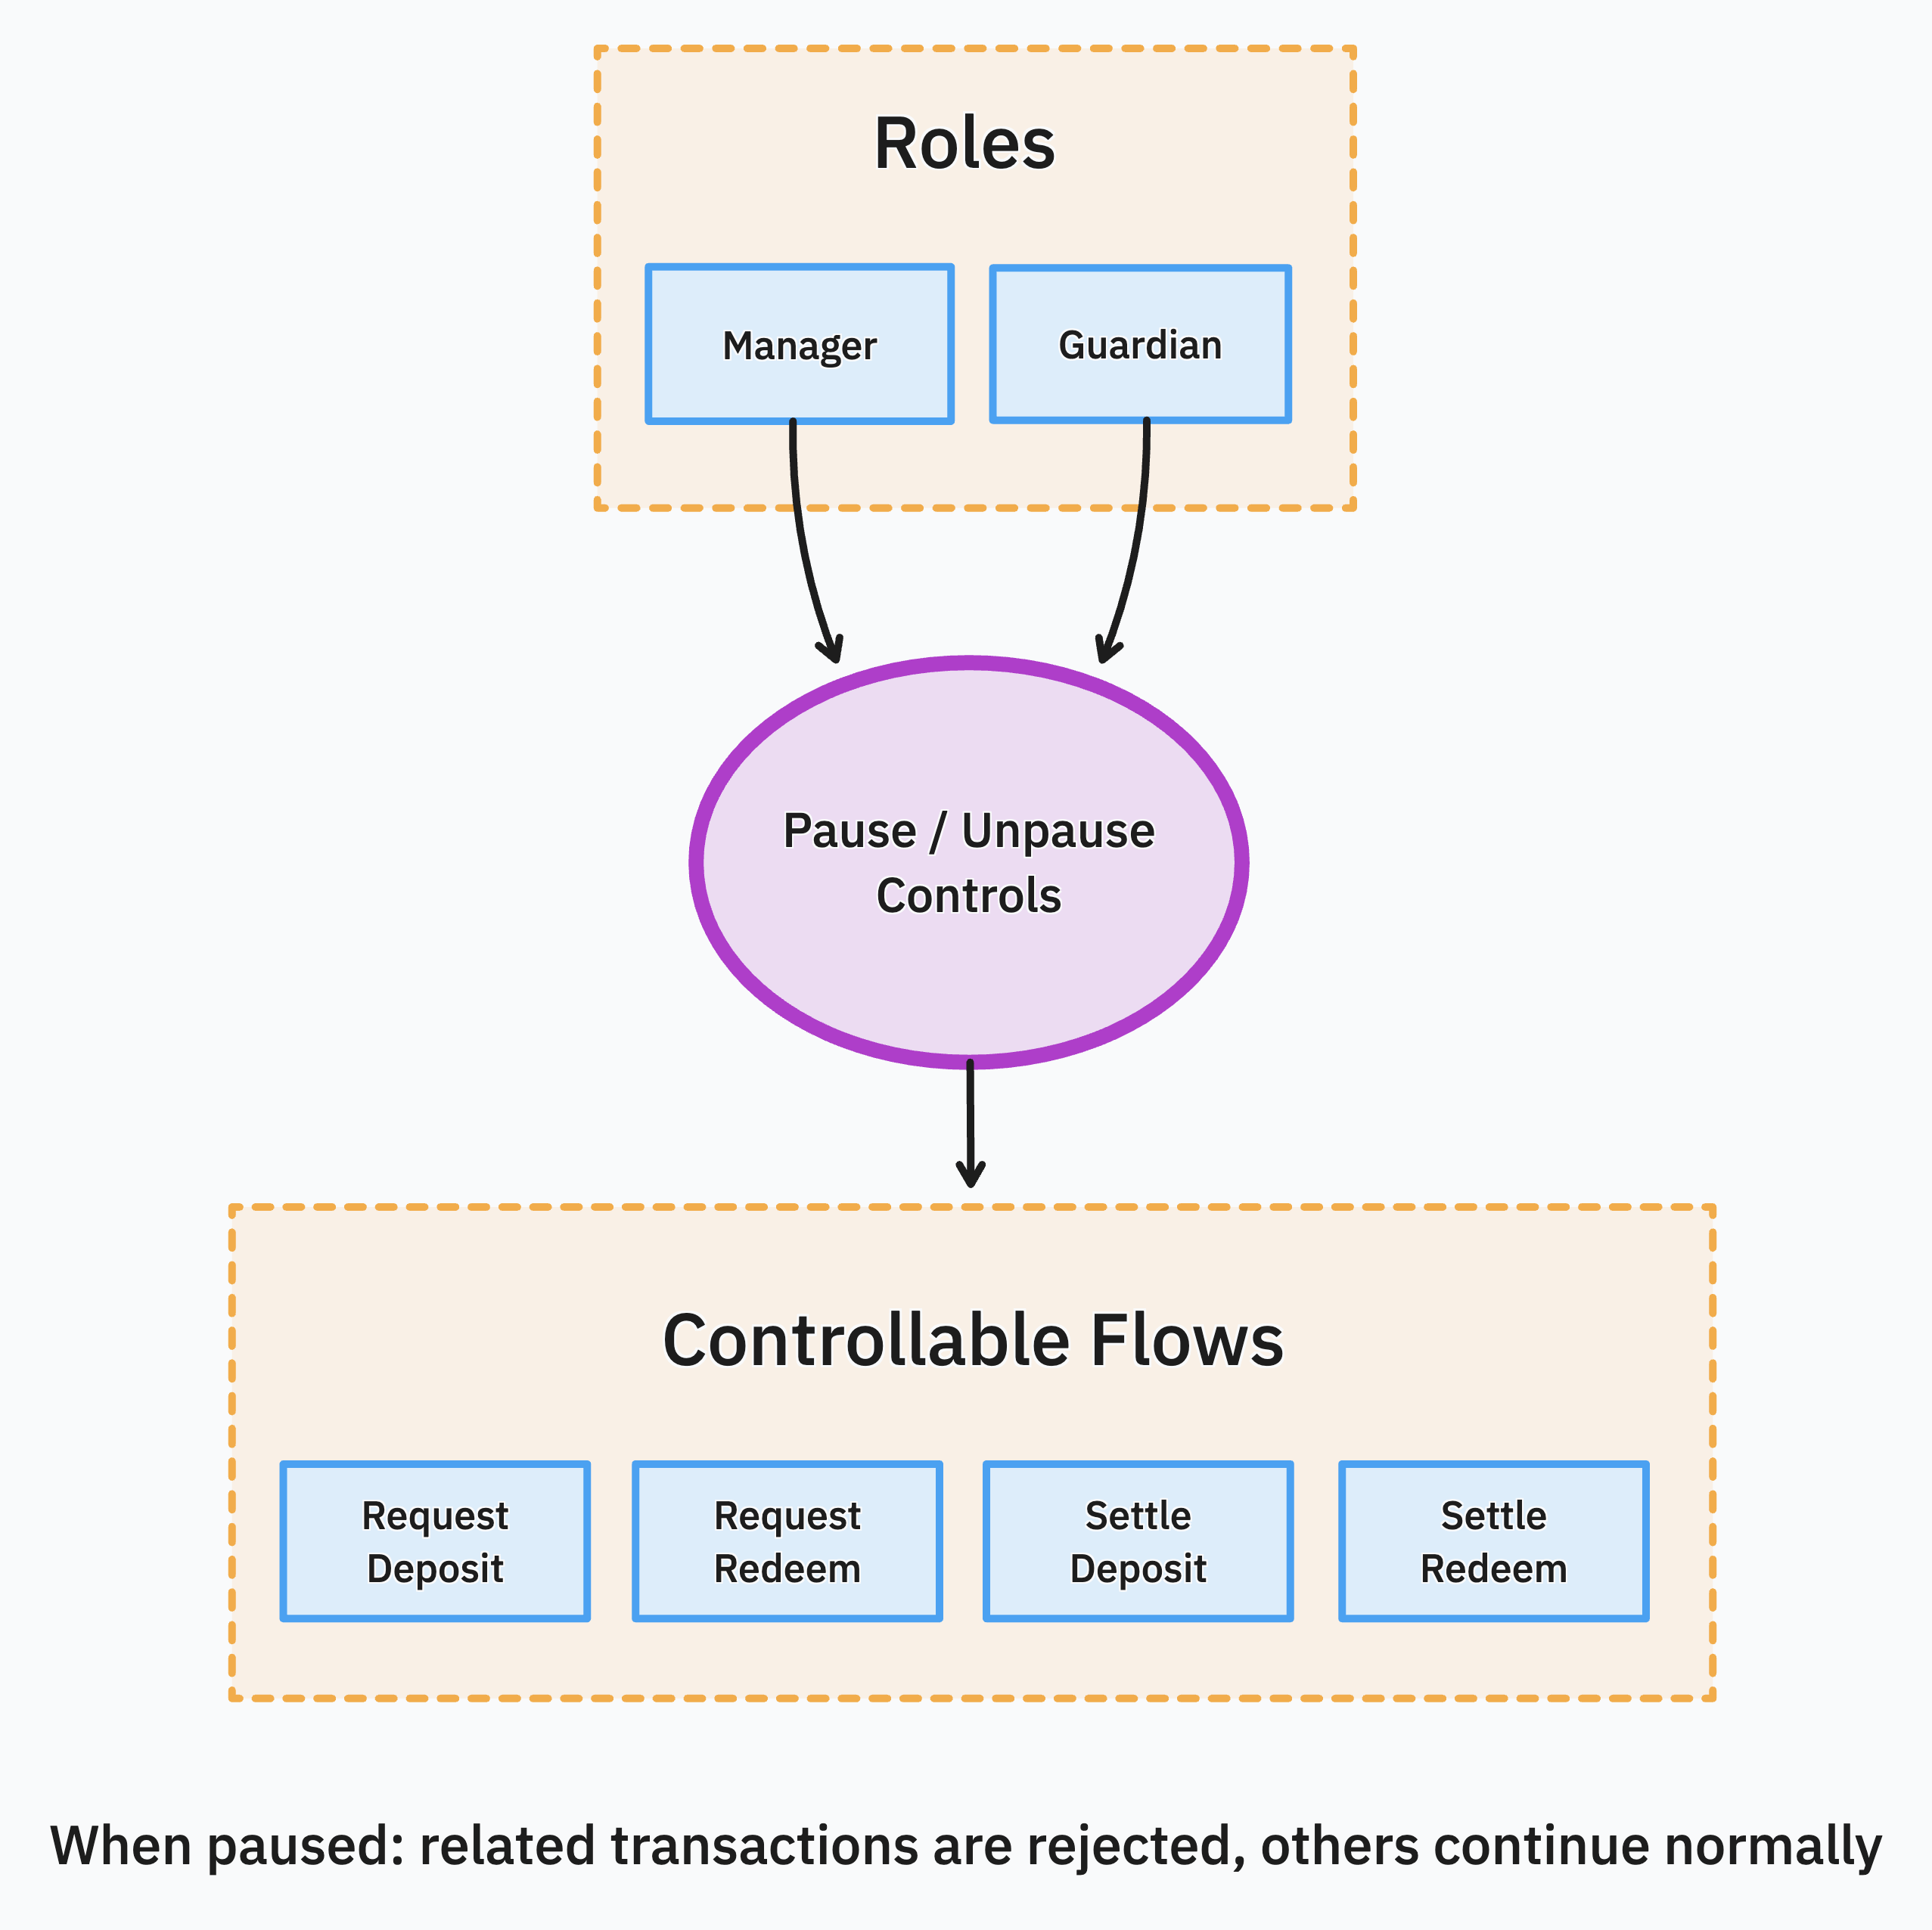 Roles
Manager
Guardian
Pause / Unpause
Controls
Controllable Flows
Request
Deposit
Request
Redeem
Settle
Deposit
Settle
Redeem
When paused: related transactions are rejected, others continue normally